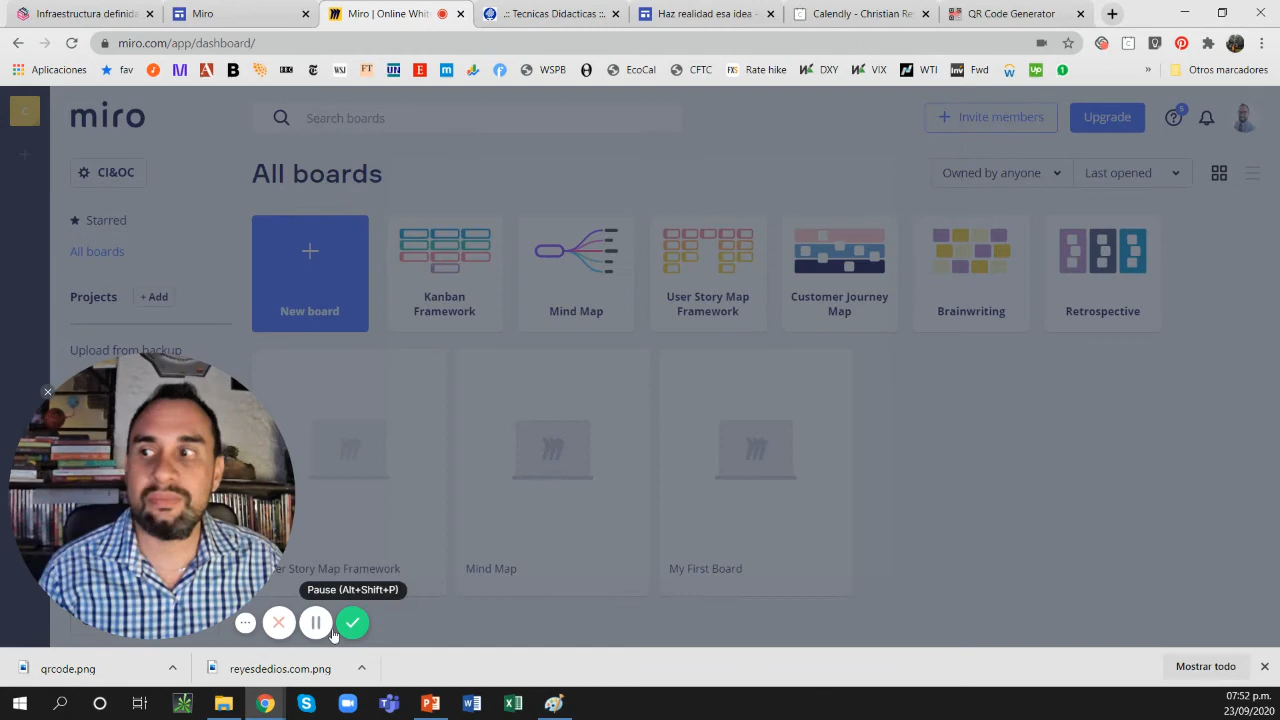 Infraestructura definida
Miro
Miro | Online Whit
.:: Tecnicas Didacticas ::.
Haz realidad esa idea -
Calendly - Christian Re
QR Code Generator
miro.com/app/dashboard/
Aplicaciones
fav
WSPB
EcoCal
CFTC
Rate hike
DXY
VIX
WTI
Fwd
1
»
Otros marcadores
C
miro
Search boards
Invite members
Upgrade
5
CI&OC
All boards
Owned by anyone
Last opened
Starred
All boards
Projects
+ Add
Upload from backup
New board
Kanban
Framework
Mind Map
User Story Map
Framework
Customer Journey
Map
Brainwriting
Retrospective
er Story Map Framework
Mind Map
My First Board
Pause (Alt+Shift+P)
qrcode.png
reyesdedios.com.png
Mostrar todo
07:52 p.m.
23/09/2020